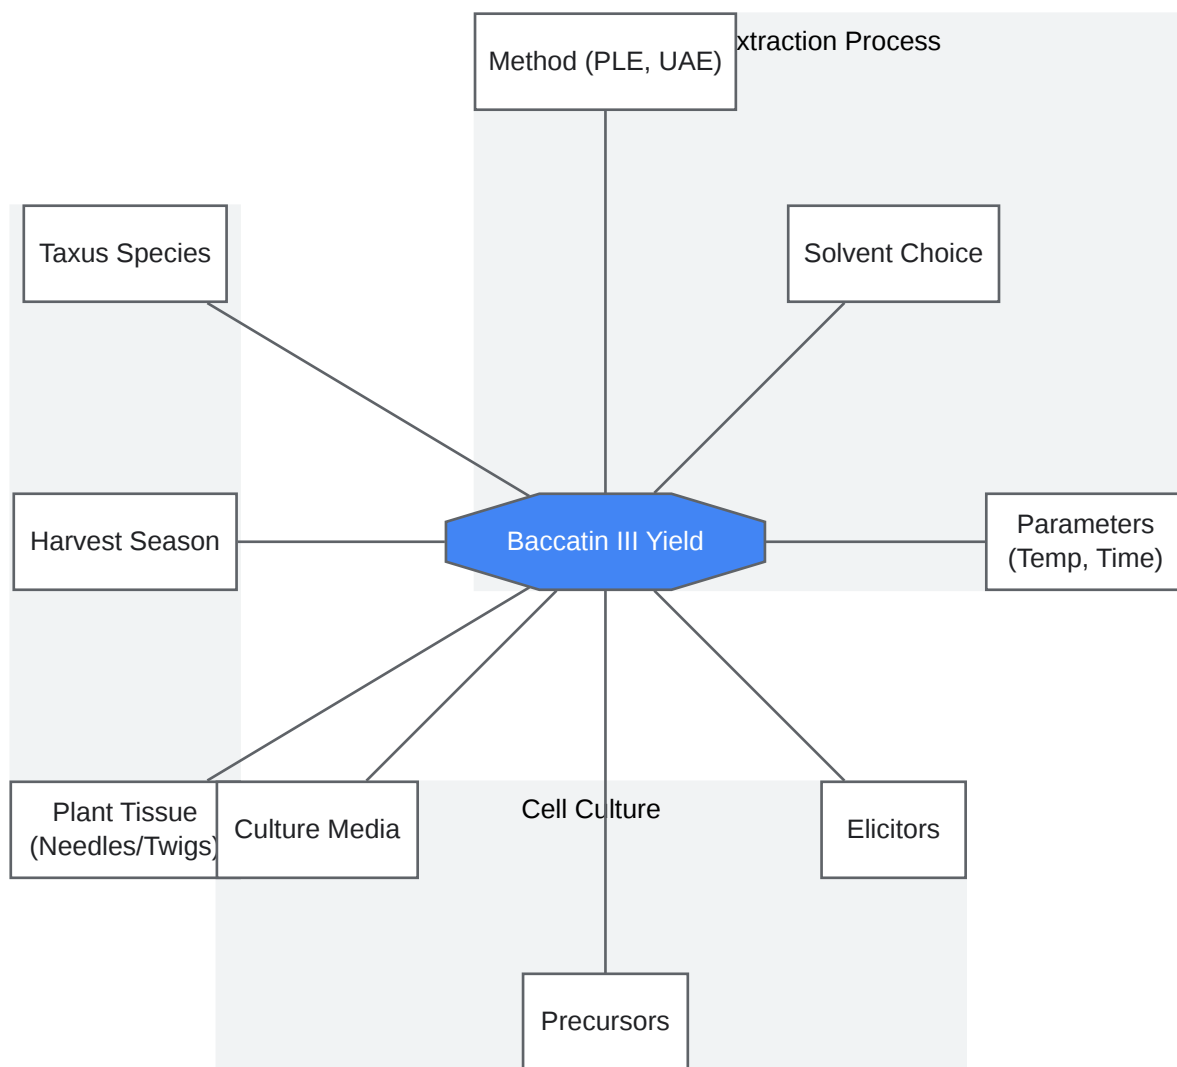 Method (PLE, UAE)
xtraction Process
Taxus Species
Solvent Choice
Harvest Season
Baccatin III Yield
Parameters
(Temp, Time)
Plant Tissue
(Needles/Twigs)
Culture Media
Cell Culture
Elicitors
Precursors